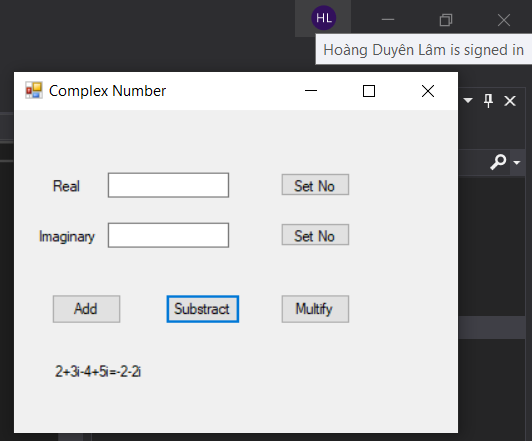 HL
Hoàng Duyên Lâm is signed in
Complex Number
Real Set No
Imaginary Set No
Add Substract Multify
2+3i-4+5i=-2-2i